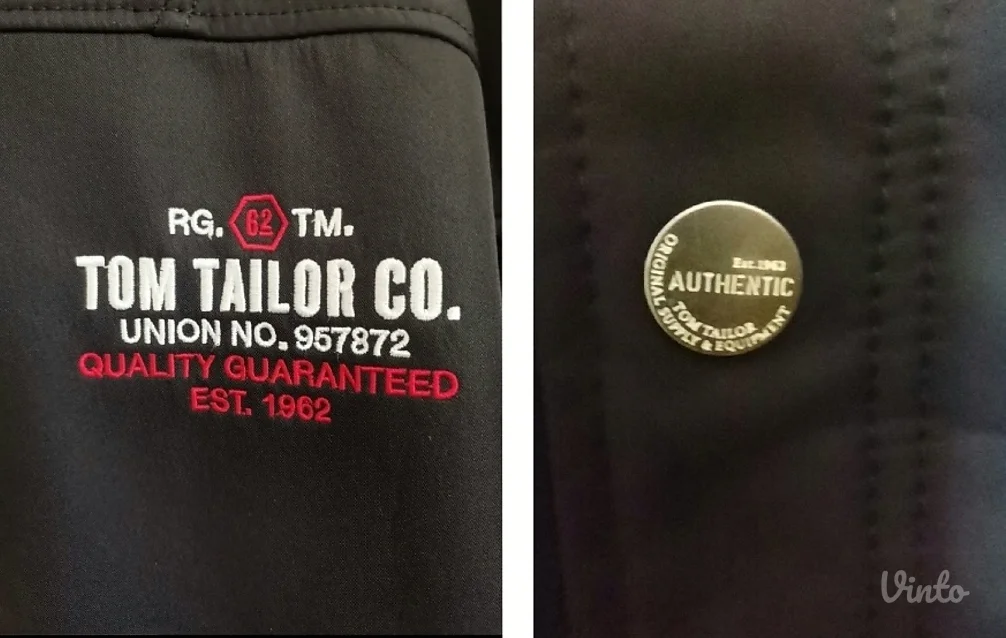 RG. 62 TM.
TOM TAILOR CO.
UNION NO. 957872
QUALITY GUARANTEED
EST. 1962
Est. 1962
AUTHENTIC
TOM TAILOR
ORIGINAL SUPPLY & EQUIPMENT
Vinto